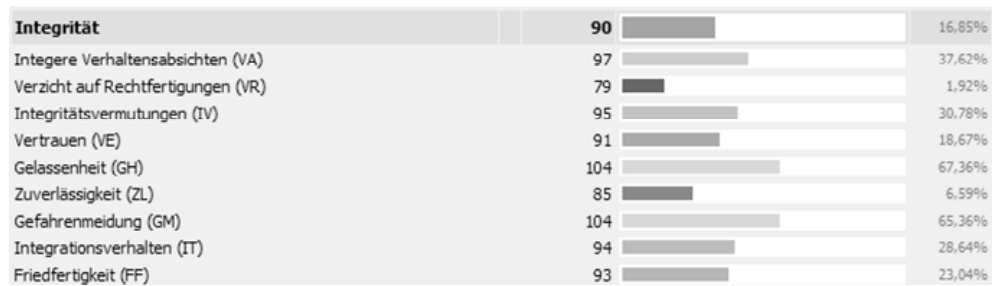 Integrität 90 16,85%
Integere Verhaltensabsichten (VA) 97 37,62%
Verzicht auf Rechtfertigungen (VR) 79 1,92%
Integritätsvermutungen (IV) 95 30,78%
Vertrauen (VE) 91 18,67%
Gelassenheit (GH) 104 67,36%
Zuverlässigkeit (ZL) 85 6,59%
Gefahrenmeidung (GM) 104 65,36%
Integrationsverhalten (IT) 94 28,64%
Friedfertigkeit (FF) 93 23,04%